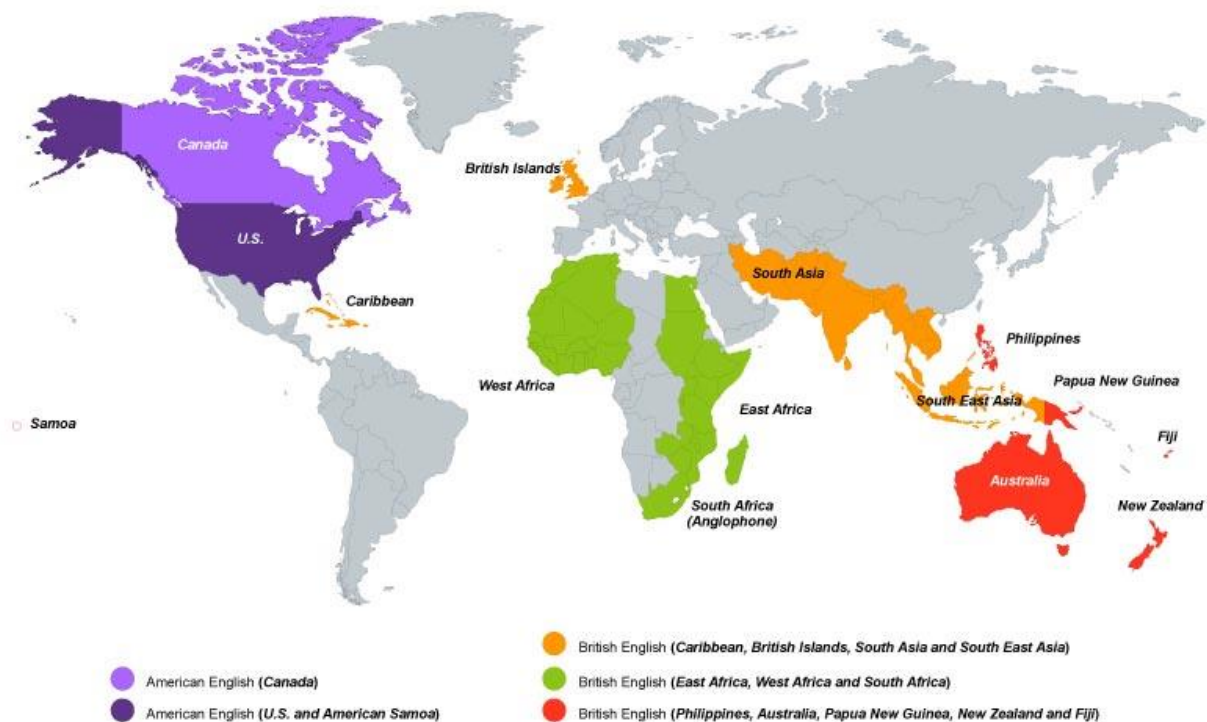 Canada
British Islands
U.S.
South Asia
Caribbean
Philippines
West Africa
Papua New Guinea
East Africa
South East Asia
Samoa
Fiji
Australia
South Africa
(Anglophone)
New Zealand
British English (Caribbean, British Islands, South Asia and South East Asia)
American English (Canada)
British English (East Africa, West Africa and South Africa)
American English (U.S. and American Samoa)
British English (Philippines, Australia, Papua New Guinea, New Zealand and Fiji)